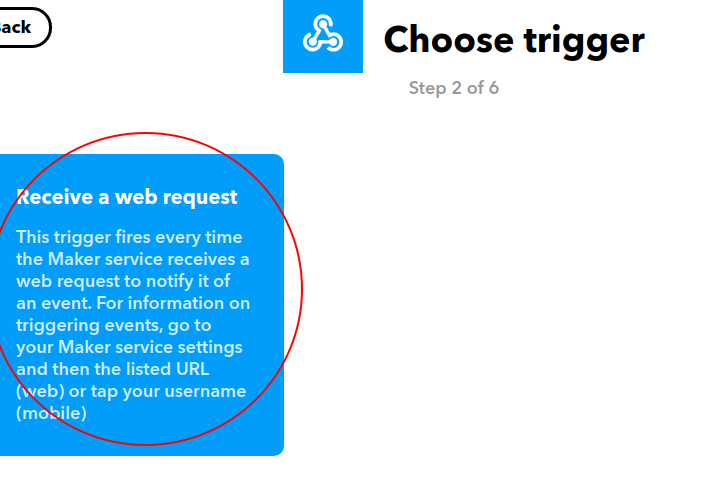 Back
Choose trigger
Step 2 of 6
Receive a web request
This trigger fires every time
the Maker service receives a
web request to notify it of
an event. For information on
triggering events, go to
your Maker service settings
and then the listed URL
(web) or tap your username
(mobile)